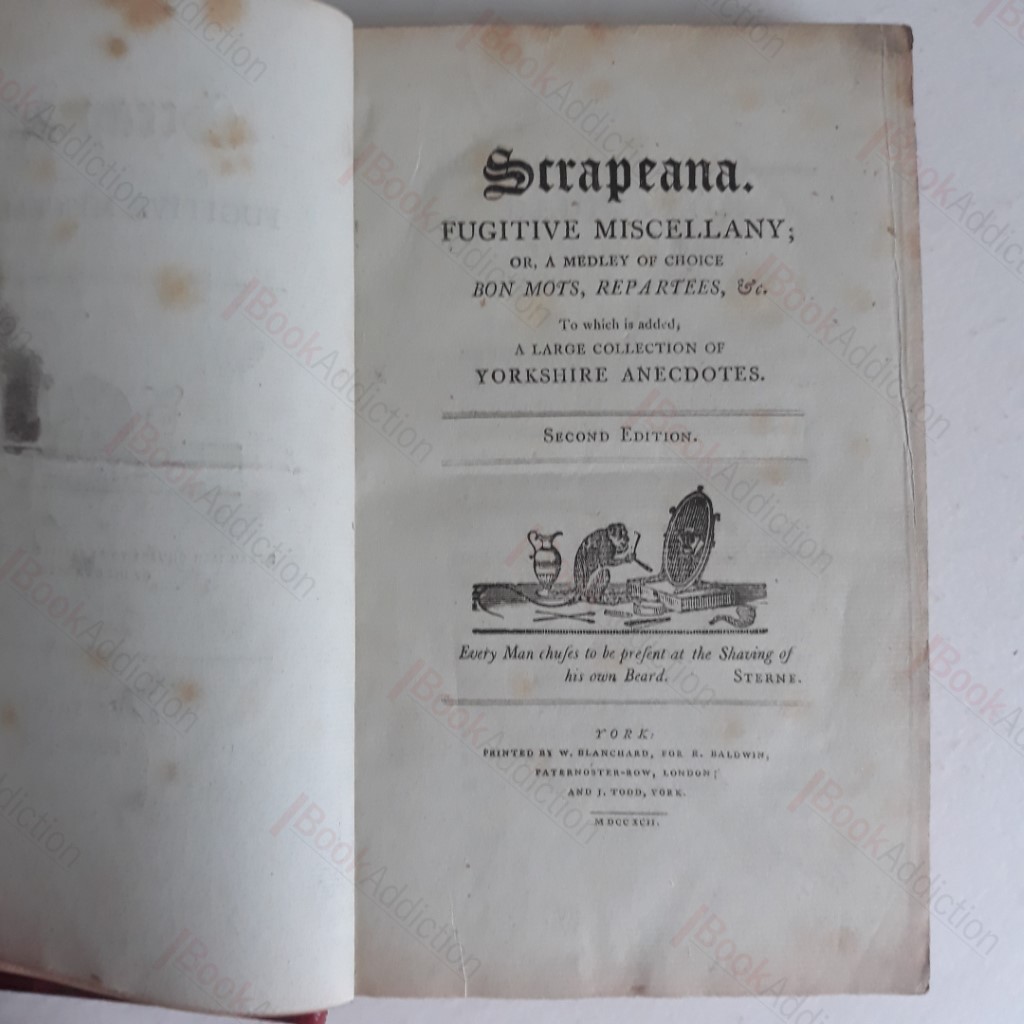 Scrapeana.
FUGITIVE MISCELLANY;
OR, A MEDLEY OF CHOICE
BON MOTS, REPARTEES, &c.
To which is added,
A LARGE COLLECTION OF
YORKSHIRE ANECDOTES.
SECOND EDITION.
Every Man chuſes to be preſent at the Shaving of
his own Beard. STERNE.
YORK:
PRINTED BY W. BLANCHARD, FOR R. BALDWIN,
PATERNOSTER-ROW, LONDON;
AND J. TODD, YORK.
MDCCXCII.
BookAddiction